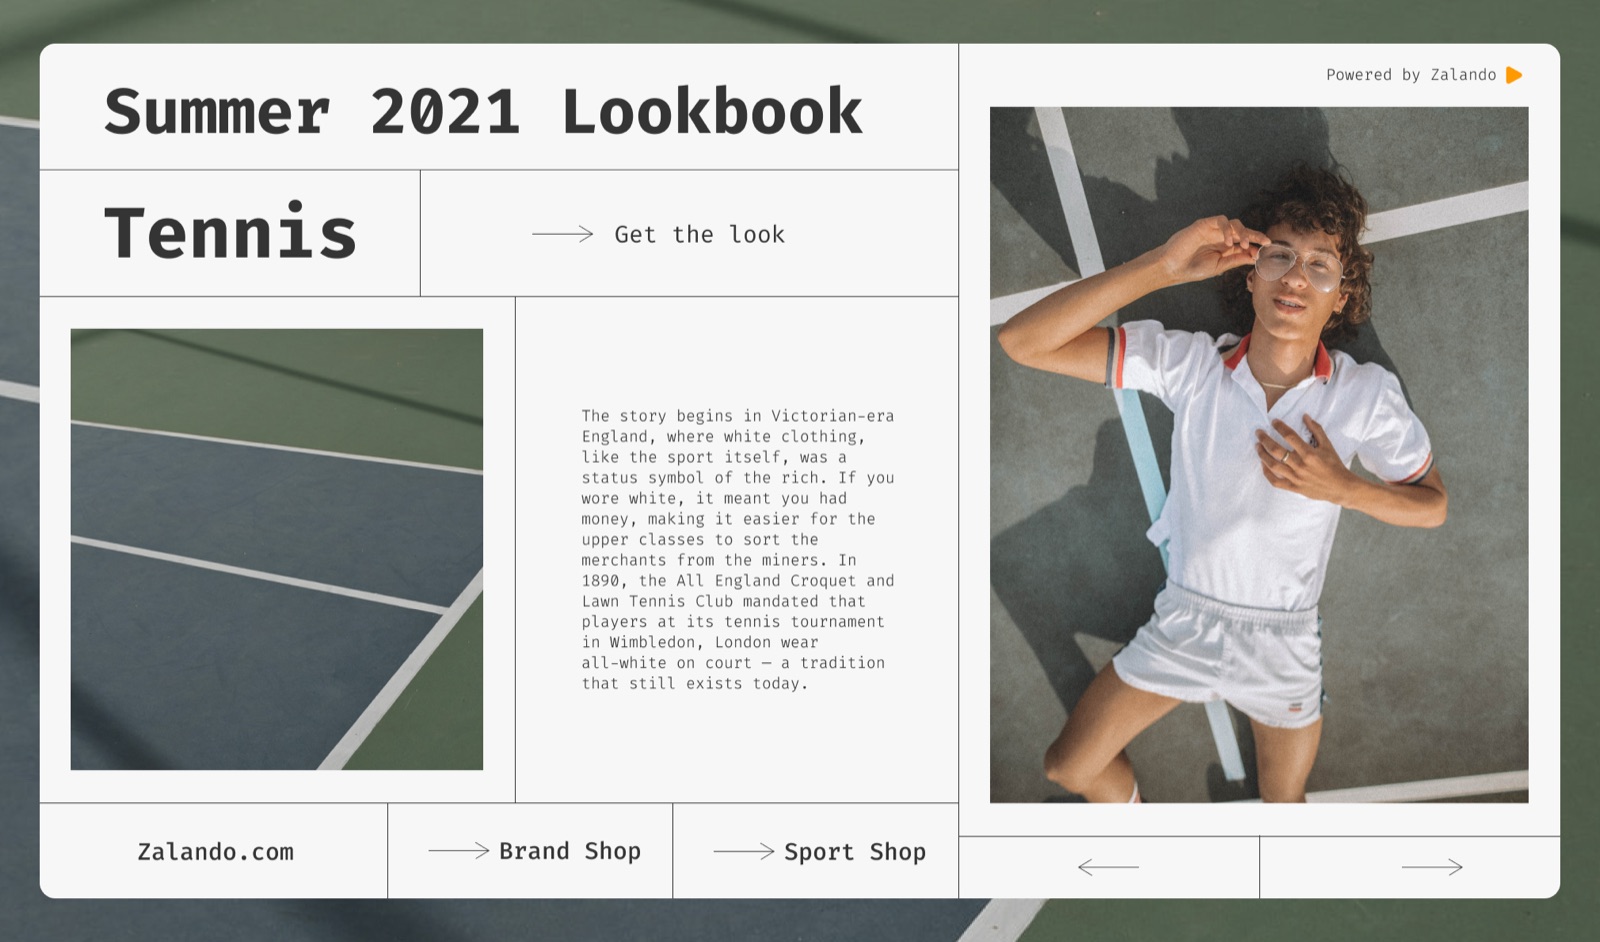 Summer 2021 Lookbook
Powered by Zalando
Tennis
Get the look
The story begins in Victorian-era
England, where white clothing,
like the sport itself, was a
status symbol of the rich. If you
wore white, it meant you had
money, making it easier for the
upper classes to sort the
merchants from the miners. In
1890, the All England Croquet and
Lawn Tennis Club mandated that
players at its tennis tournament
in Wimbledon, London wear
all-white on court — a tradition
that still exists today.
Zalando.com
Brand Shop
Sport Shop